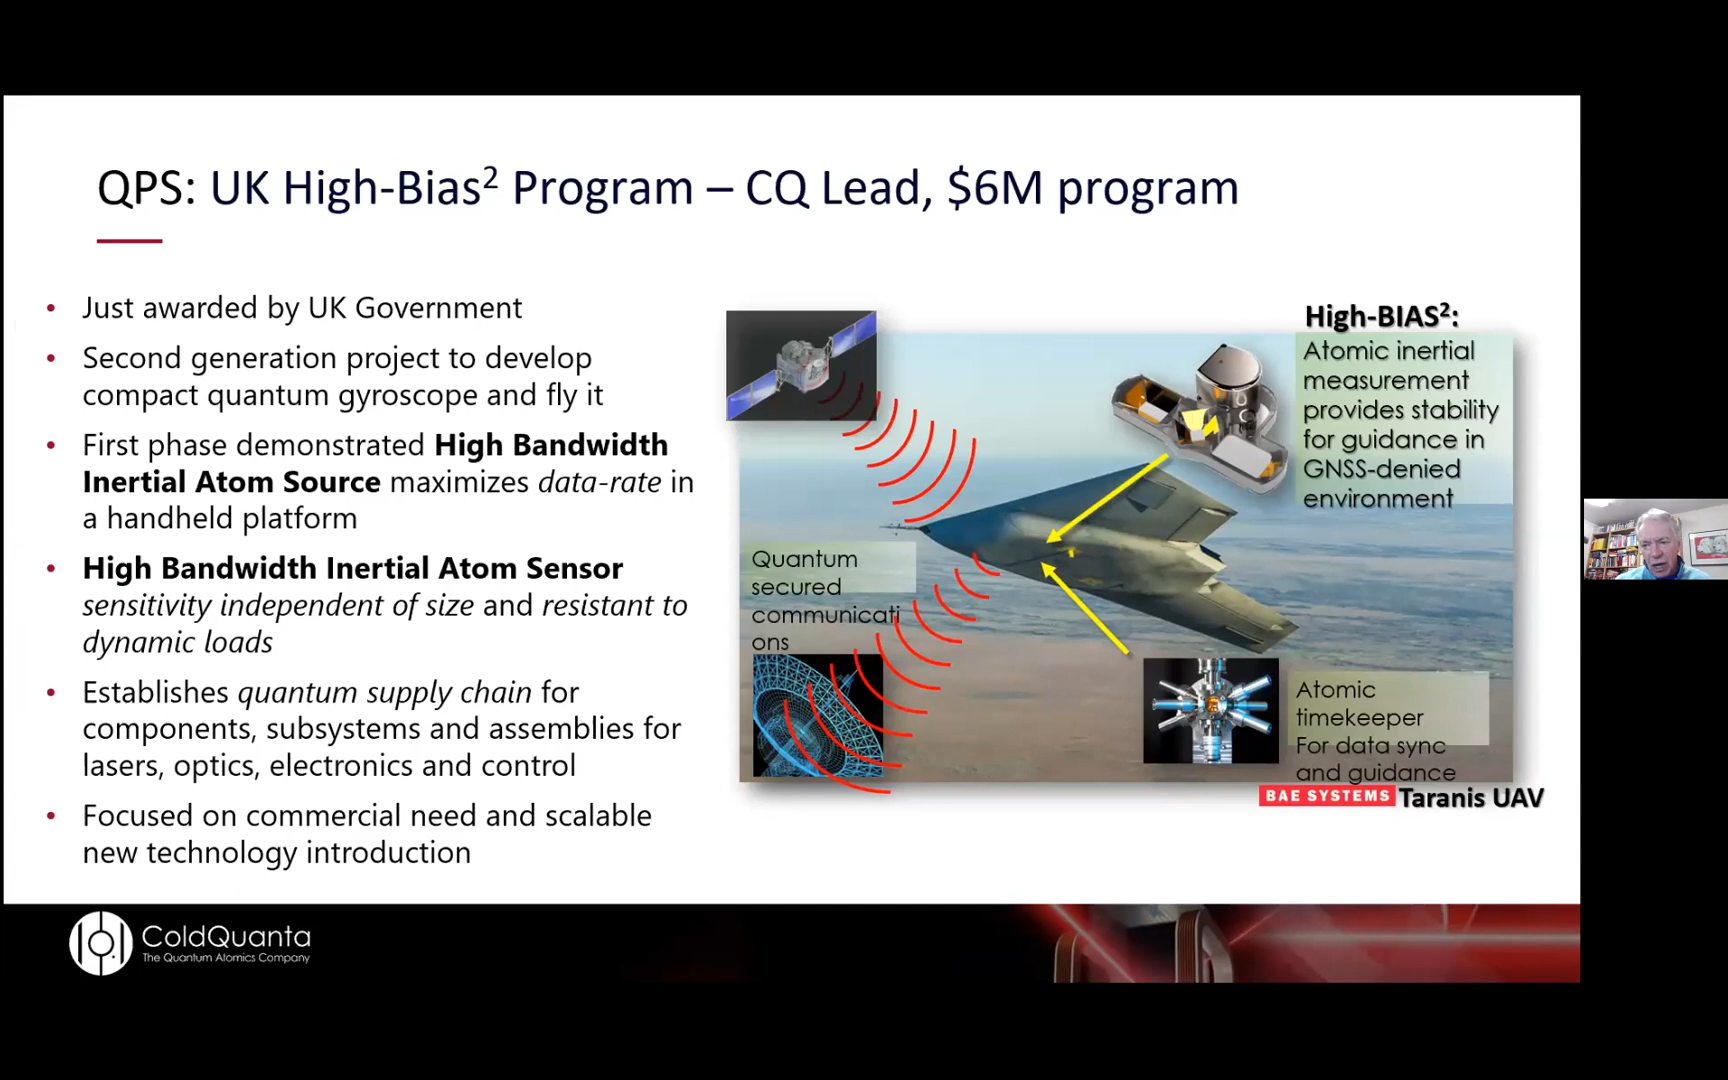 QPS: UK High-Bias² Program – CQ Lead, $6M program
• Just awarded by UK Government
• Second generation project to develop
compact quantum gyroscope and fly it
• First phase demonstrated High Bandwidth
Inertial Atom Source maximizes data-rate in
a handheld platform
• High Bandwidth Inertial Atom Sensor
sensitivity independent of size and resistant to
dynamic loads
• Establishes quantum supply chain for
components, subsystems and assemblies for
lasers, optics, electronics and control
• Focused on commercial need and scalable
new technology introduction
High-BIAS²:
Atomic inertial
measurement
provides stability
for guidance in
GNSS-denied
environment
Quantum
secured
communicati
ons
Atomic
timekeeper
For data sync
and guidance
BAE SYSTEMS Taranis UAV
ColdQuanta
The Quantum Atomics Company